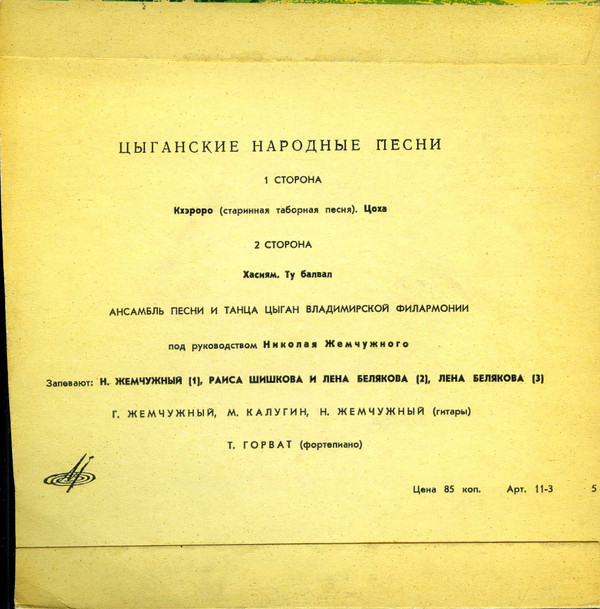 ЦЫГАНСКИЕ НАРОДНЫЕ ПЕСНИ
1 СТОРОНА
Кхэроро (старинная таборная песня). Цоха
2 СТОРОНА
Хасиям. Ту балвал
АНСАМБЛЬ ПЕСНИ И ТАНЦА ЦЫГАН ВЛАДИМИРСКОЙ ФИЛАРМОНИИ
под руководством Николая Жемчужного
Запевают: Н. ЖЕМЧУЖНЫЙ (1), РАИСА ШИШКОВА И ЛЕНА БЕЛЯКОВА (2), ЛЕНА БЕЛЯКОВА (3)
Г. ЖЕМЧУЖНЫЙ, М. КАЛУГИН, Н. ЖЕМЧУЖНЫЙ (гитары)
Т. ГОРВАТ (фортепиано)
Цена 85 коп. Арт. 11-3 5